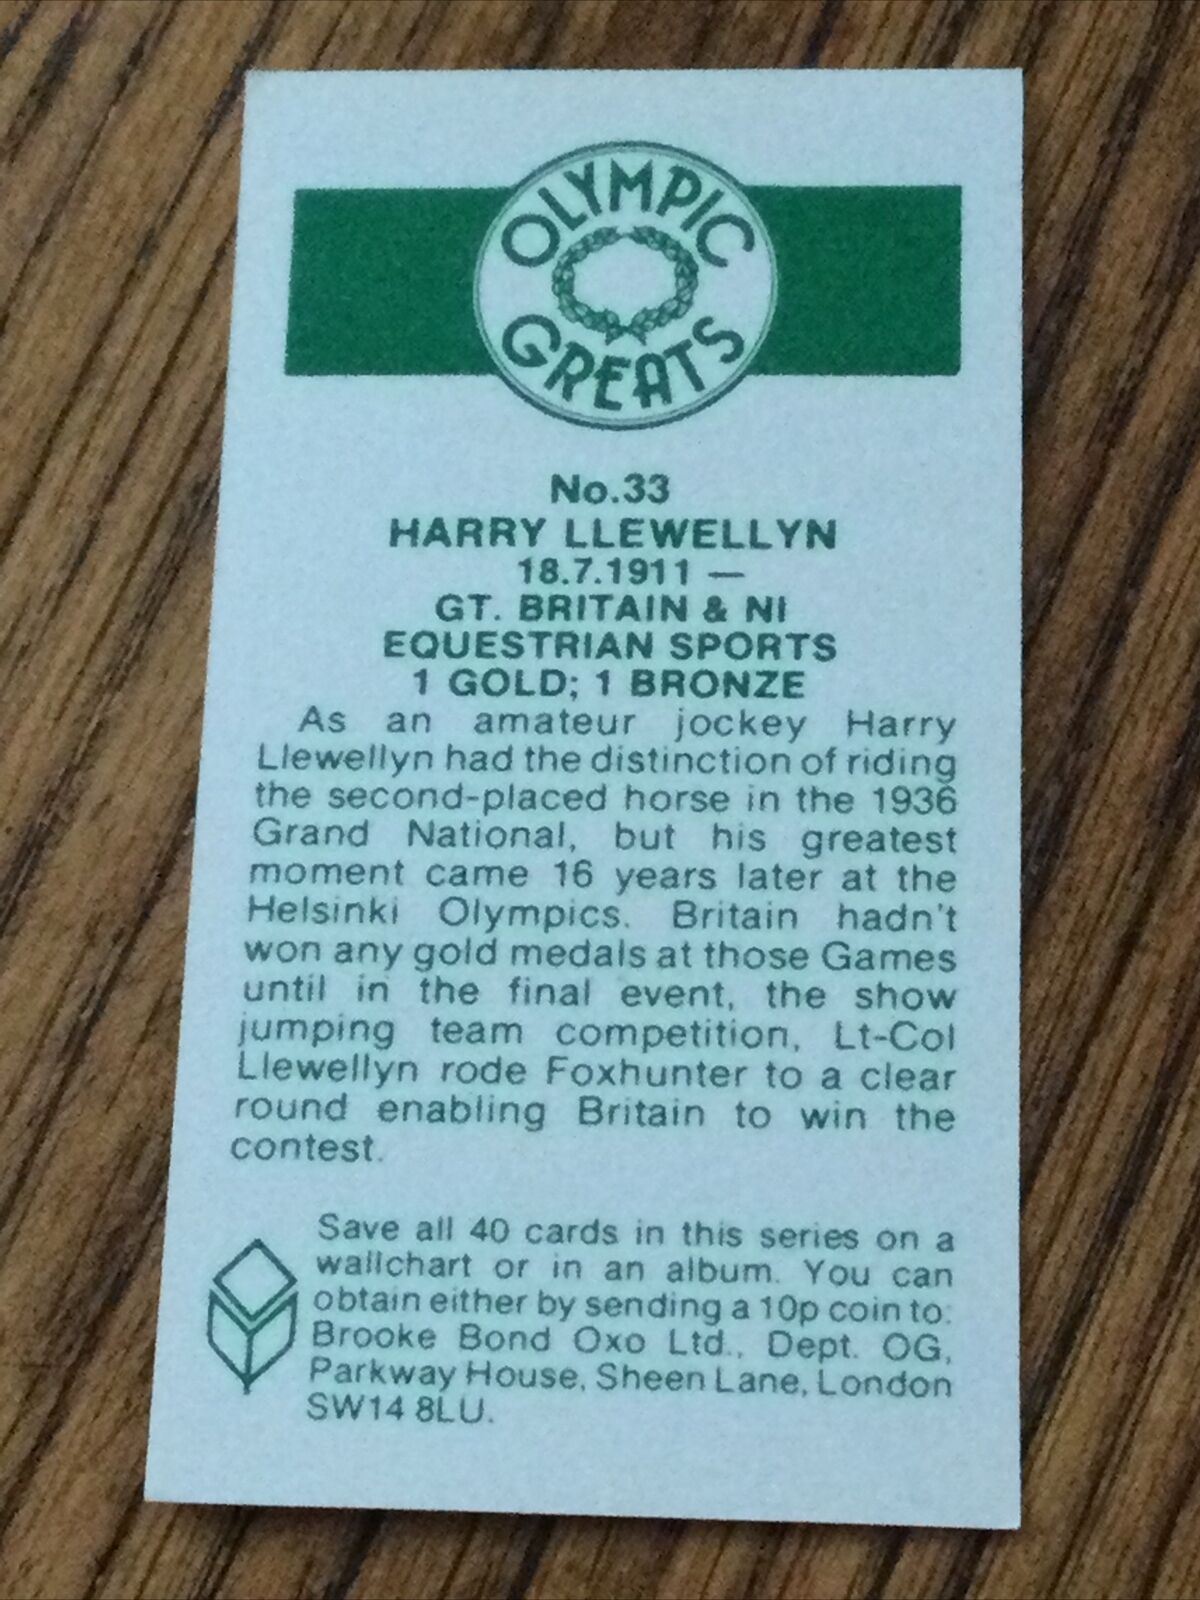 OLYMPIC
GREATS
No.33
HARRY LLEWELLYN
18.7.1911 —
GT. BRITAIN & NI
EQUESTRIAN SPORTS
1 GOLD; 1 BRONZE
As an amateur jockey Harry
Llewellyn had the distinction of riding
the second-placed horse in the 1936
Grand National, but his greatest
moment came 16 years later at the
Helsinki Olympics. Britain hadn't
won any gold medals at those Games
until in the final event, the show
jumping team competition, Lt-Col
Llewellyn rode Foxhunter to a clear
round enabling Britain to win the
contest.
Save all 40 cards in this series on a
wallchart or in an album. You can
obtain either by sending a 10p coin to:
Brooke Bond Oxo Ltd., Dept. OG,
Parkway House, Sheen Lane, London
SW14 8LU.